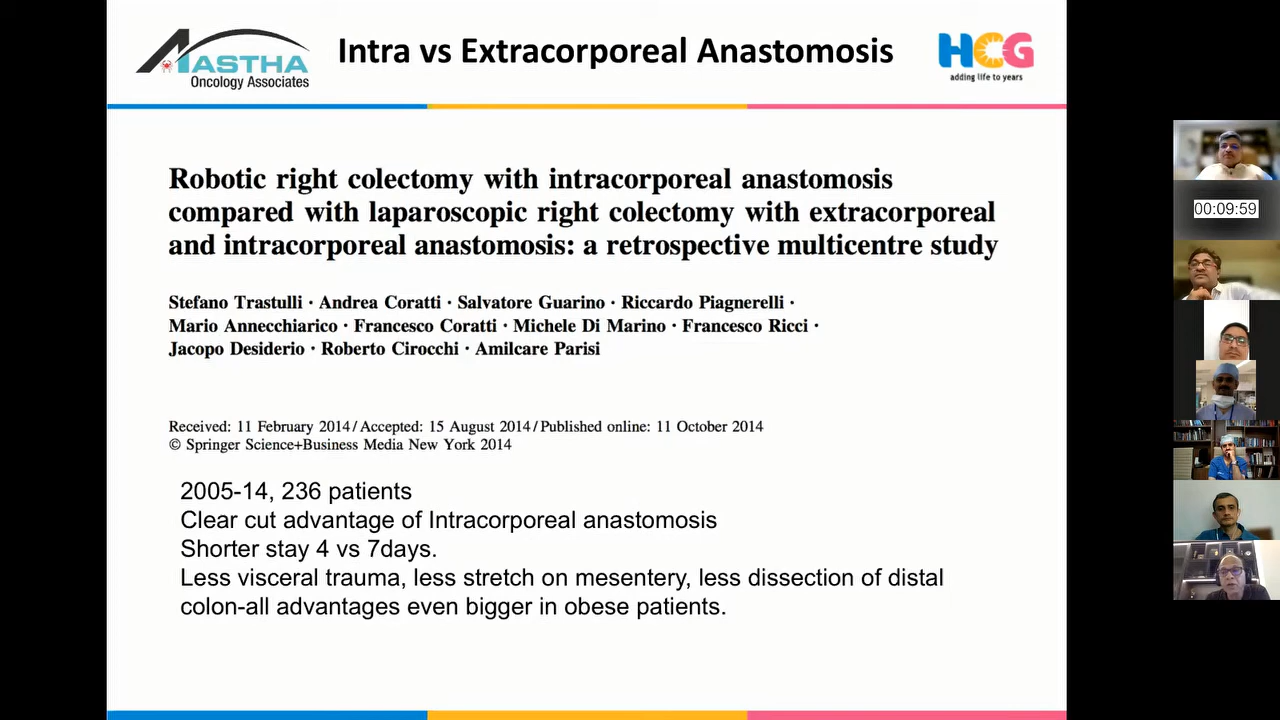 AASTHA
Oncology Associates
Intra vs Extracorporeal Anastomosis
HCG
adding life to years
Robotic right colectomy with intracorporeal anastomosis
compared with laparoscopic right colectomy with extracorporeal
and intracorporeal anastomosis: a retrospective multicentre study
Stefano Trastulli · Andrea Coratti · Salvatore Guarino · Riccardo Piagnerelli ·
Mario Annecchiarico · Francesco Coratti · Michele Di Marino · Francesco Ricci ·
Jacopo Desiderio · Roberto Cirocchi · Amilcare Parisi
Received: 11 February 2014 / Accepted: 15 August 2014 / Published online: 11 October 2014
© Springer Science+Business Media New York 2014
2005-14, 236 patients
Clear cut advantage of Intracorporeal anastomosis
Shorter stay 4 vs 7days.
Less visceral trauma, less stretch on mesentery, less dissection of distal
colon-all advantages even bigger in obese patients.
00:09:59